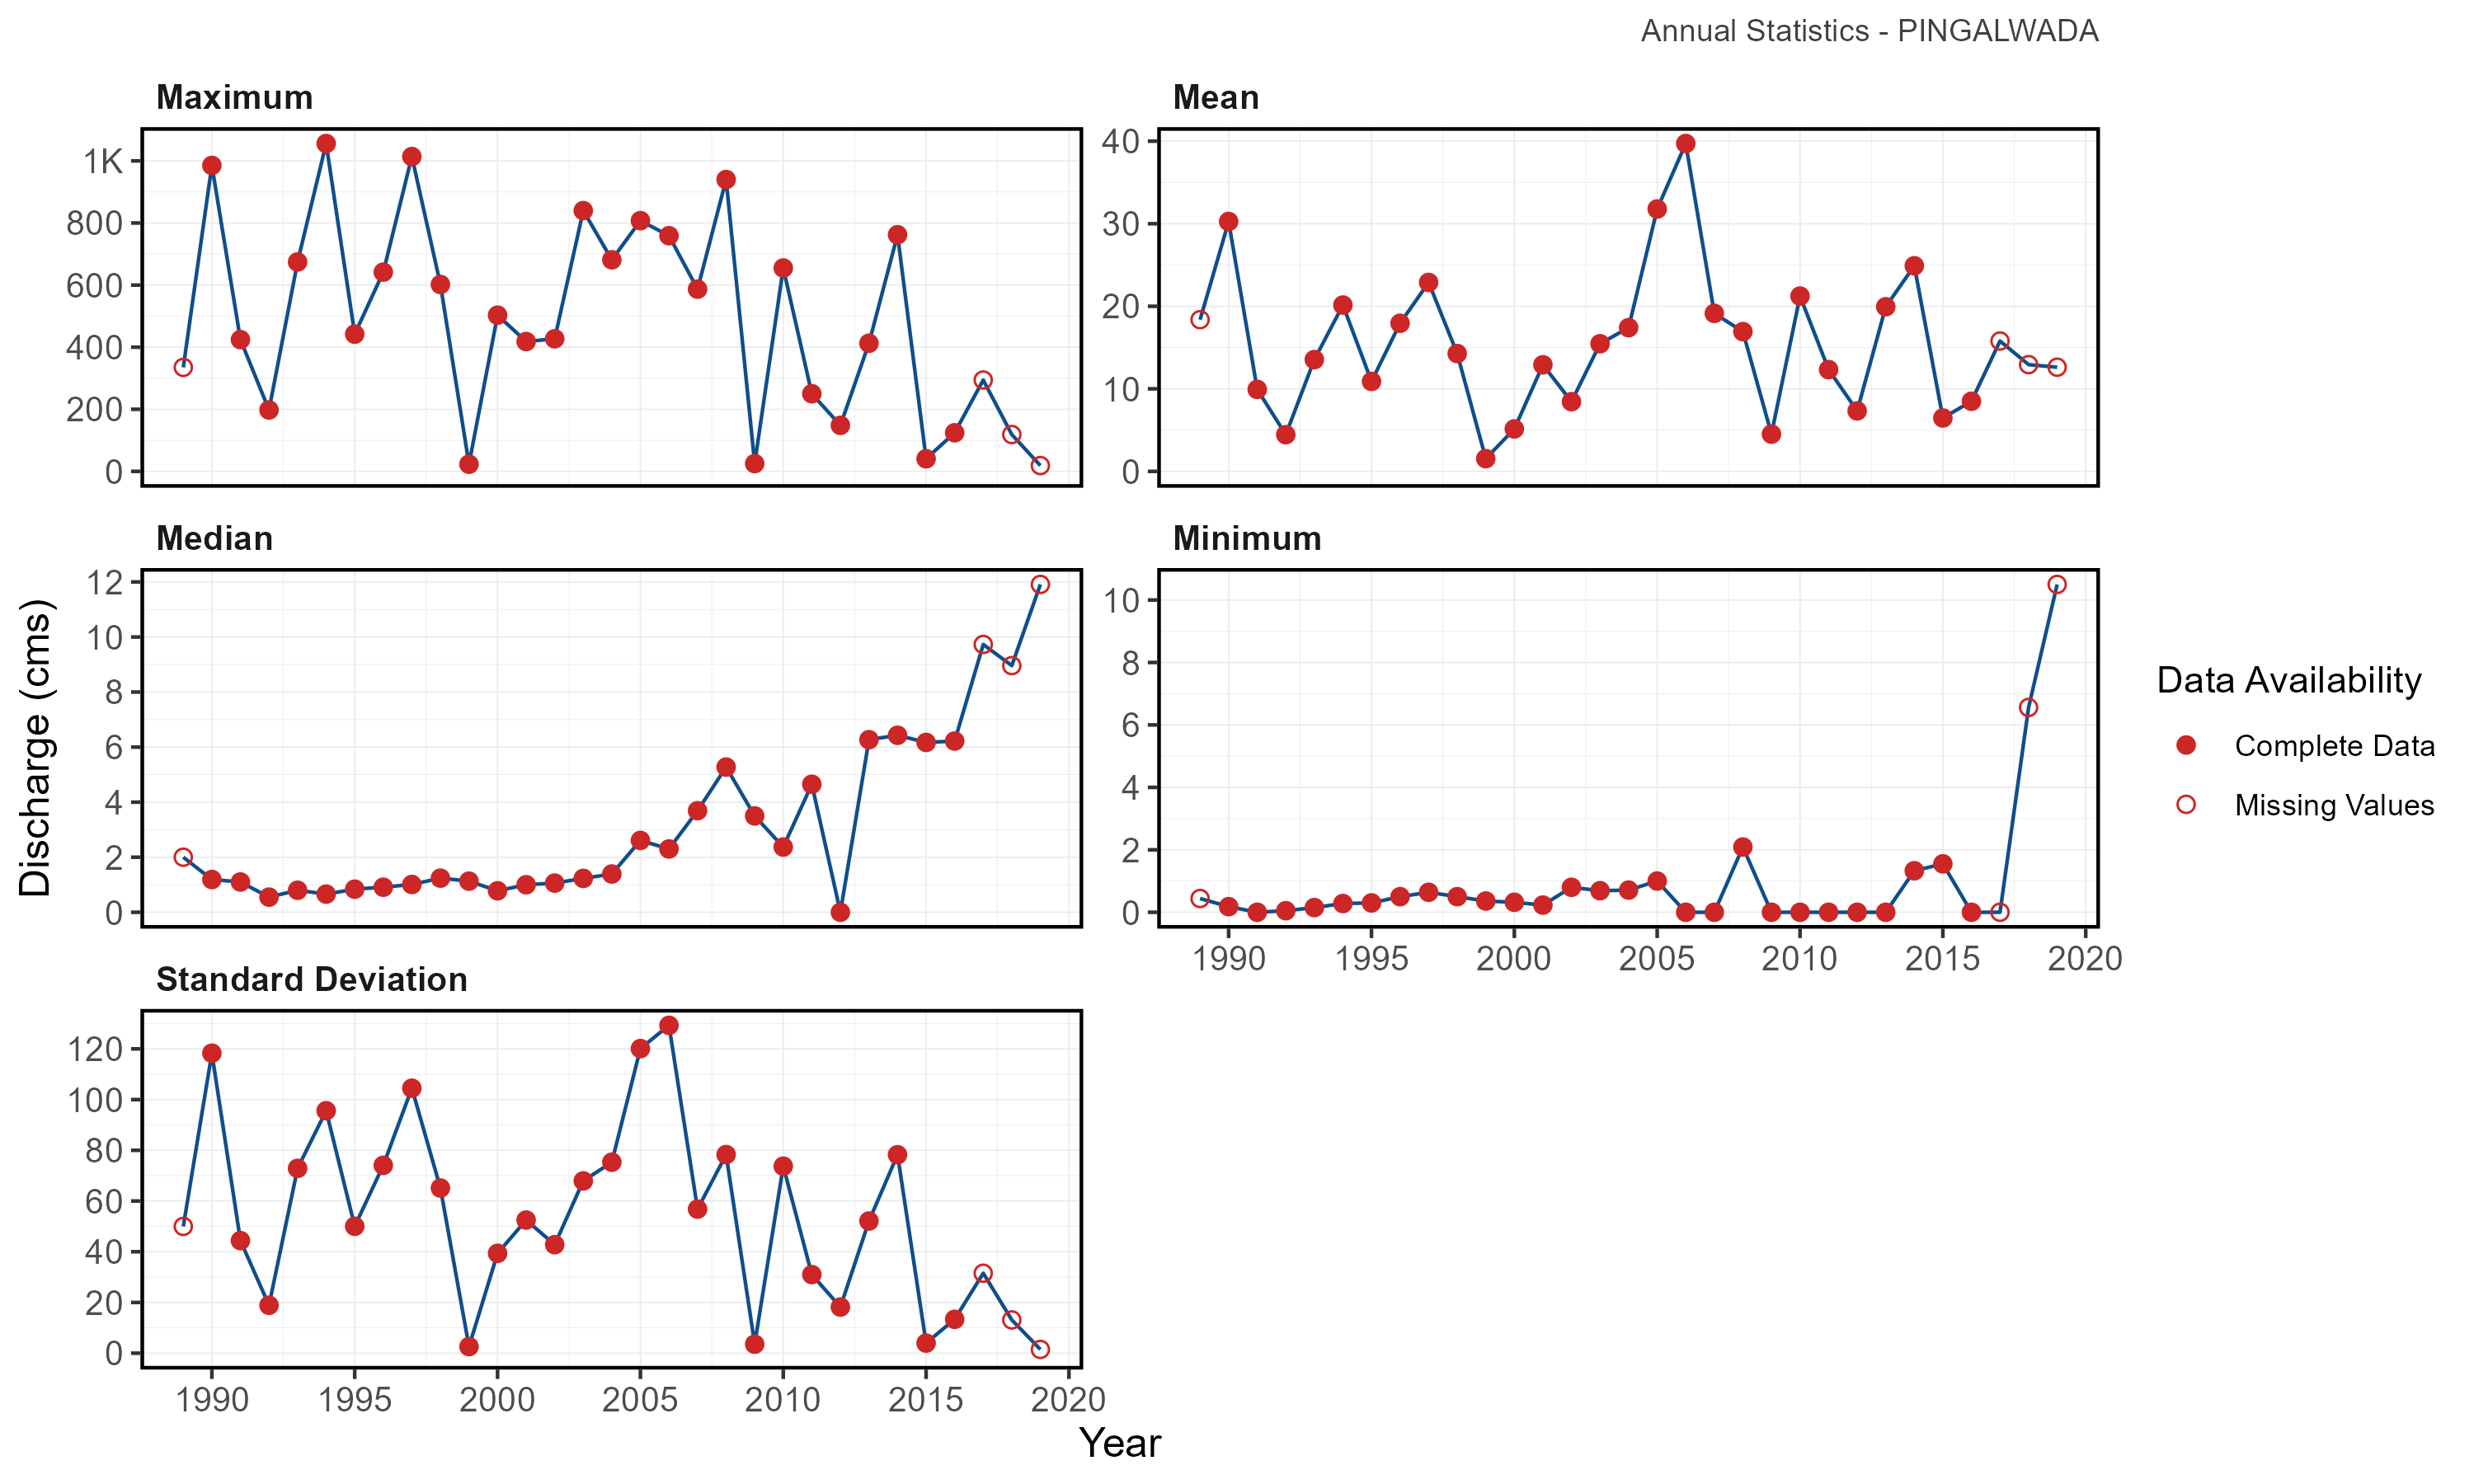 Annual Statistics - PINGALWADA
Maximum
Mean
1K
800
600
400
200
0
40
30
20
10
0
Median
Minimum
12
10
8
6
4
2
0
10
8
6
4
2
0
1990 1995 2000 2005 2010 2015 2020
Discharge (cms)
Data Availability
Complete Data
Missing Values
Standard Deviation
120
100
80
60
40
20
0
1990 1995 2000 2005 2010 2015 2020
Year